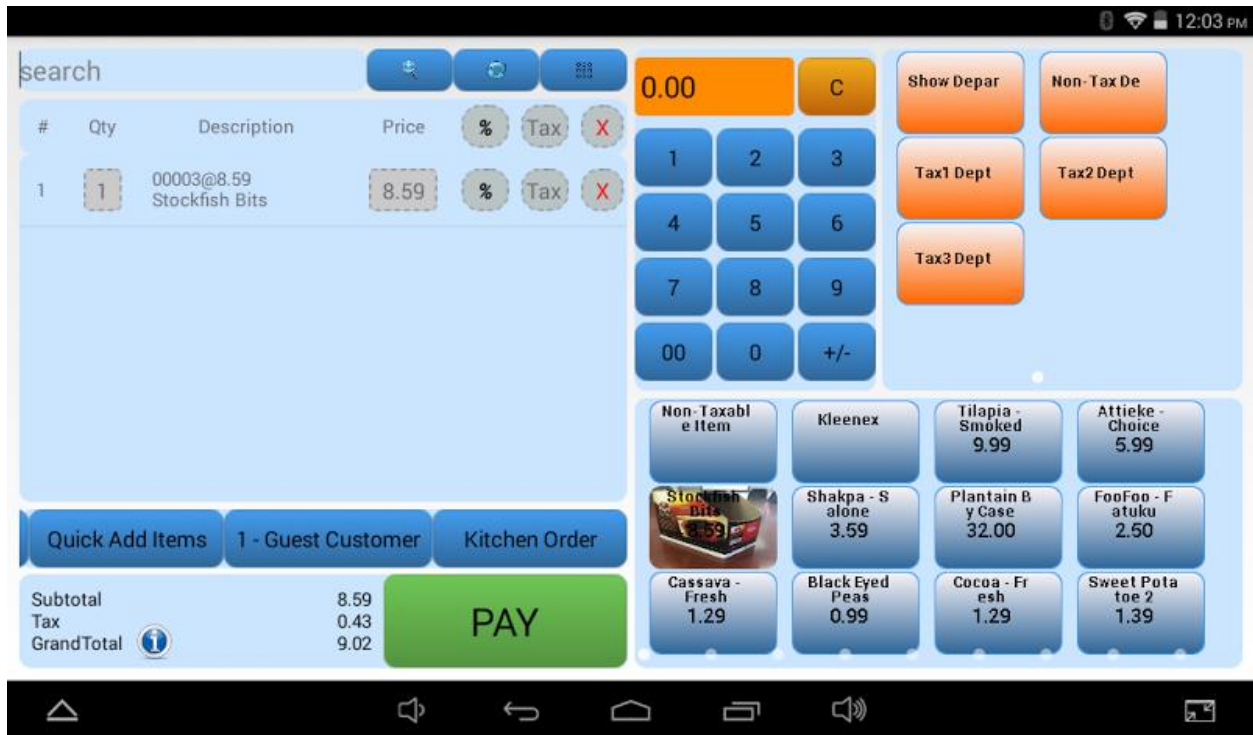 12:03 PM
search
# Qty Description Price % Tax X
1 1 00003@8.59 8.59 % Tax X
Stockfish Bits
Quick Add Items 1 - Guest Customer Kitchen Order
Subtotal 8.59
Tax 0.43
GrandTotal 9.02
PAY
0.00 C
1 2 3
4 5 6
7 8 9
00 0 +/-
Show Depar Non-Tax De
Tax1 Dept Tax2 Dept
Tax3 Dept
Non-Taxabl
e Item
Kleenex
Tilapia -
Smoked
9.99
Attieke -
Choice
5.99
Stockfish
Bits
8.59
Shakpa - S
alone
3.59
Plantain B
y Case
32.00
FooFoo - F
atuku
2.50
Cassava -
Fresh
1.29
Black Eyed
Peas
0.99
Cocoa - Fr
esh
1.29
Sweet Pota
toe 2
1.39